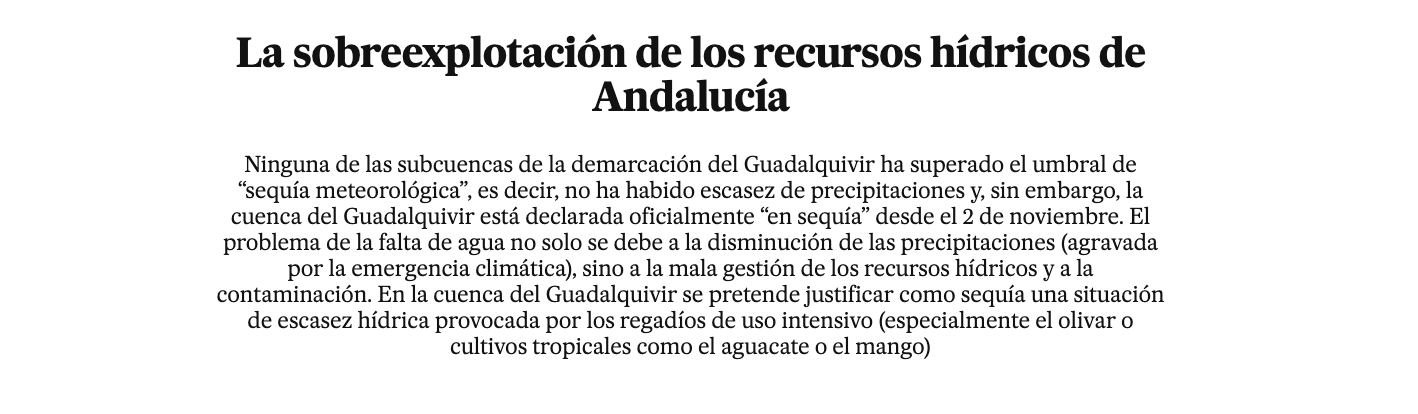 La sobreexplotación de los recursos hídricos de
Andalucía
Ninguna de las subcuencas de la demarcación del Guadalquivir ha superado el umbral de
“sequía meteorológica”, es decir, no ha habido escasez de precipitaciones y, sin embargo, la
cuenca del Guadalquivir está declarada oficialmente “en sequía” desde el 2 de noviembre. El
problema de la falta de agua no solo se debe a la disminución de las precipitaciones (agravada
por la emergencia climática), sino a la mala gestión de los recursos hídricos y a la
contaminación. En la cuenca del Guadalquivir se pretende justificar como sequía una situación
de escasez hídrica provocada por los regadíos de uso intensivo (especialmente el olivar o
cultivos tropicales como el aguacate o el mango)